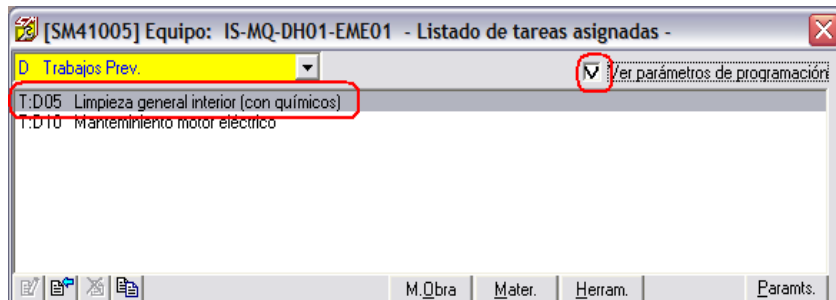 [SM41005] Equipo: IS-MQ-DH01-EME01 - Listado de tareas asignadas -
D Trabajos Prev.
Ver parámetros de programación
T:D05 Limpieza general interior (con químicos)
T:D10 Mantenimiento motor eléctrico
M.Obra Mater. Herram. Paramts.